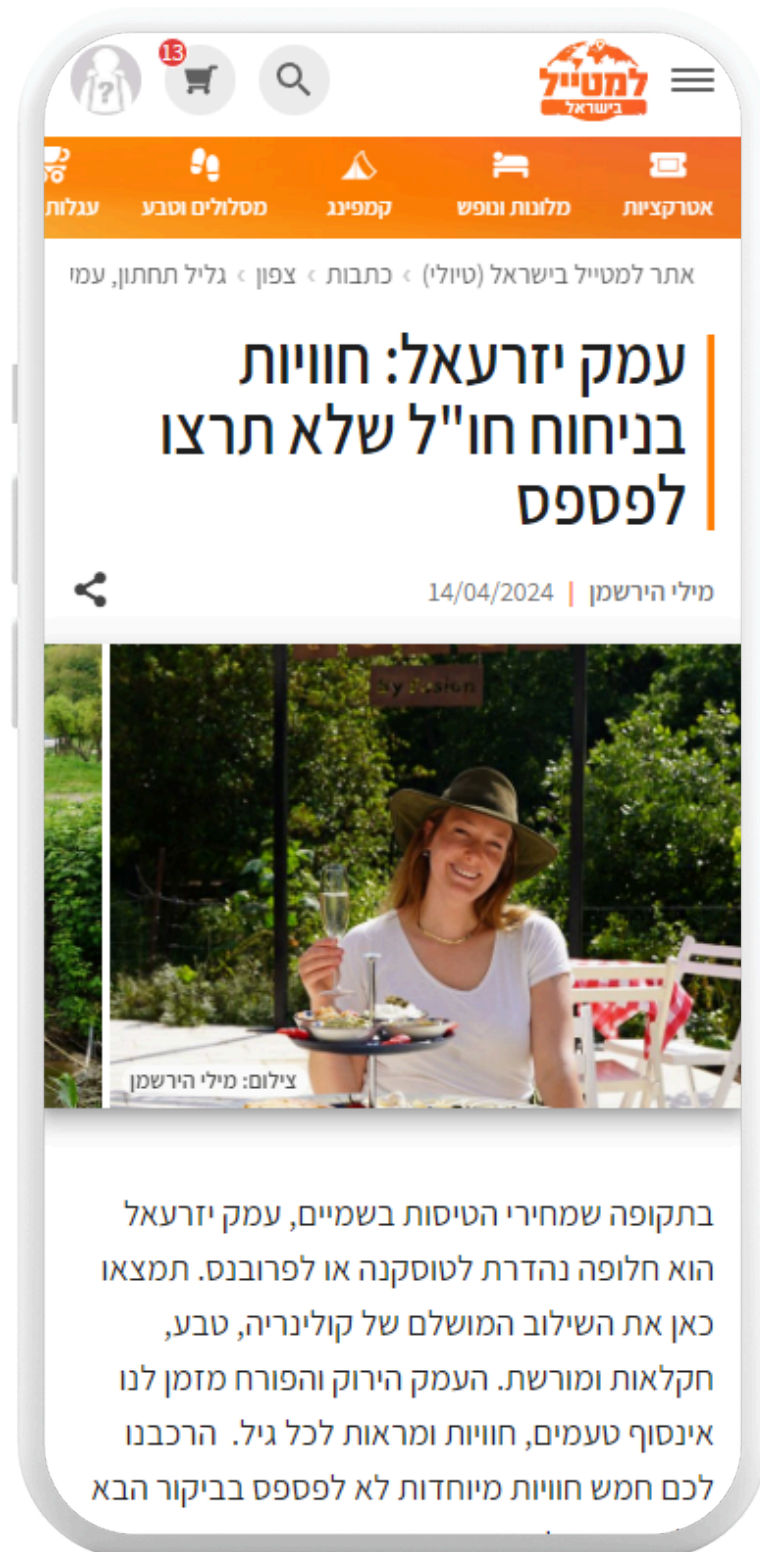 13
למטייל
בישראל
אטרקציות
מלונות ונופש
קמפינג
מסלולים וטבע
עגלות
אתר למטייל בישראל (טיולי) › כתבות › צפון › גליל תחתון, עמי
עמק יזרעאל: חוויות
בניחוח חו"ל שלא תרצו
לפספס
מילי הירשמן | 14/04/2024
by fusion
צילום: מילי הירשמן
בתקופה שמחירי הטיסות בשמיים, עמק יזרעאל
הוא חלופה נהדרת לטוסקנה או לפרובנס. תמצאו
כאן את השילוב המושלם של קולינריה, טבע,
חקלאות ומורשת. העמק הירוק והפורח מזמן לנו
אינסוף טעמים, חוויות ומראות לכל גיל. הרכבנו
לכם חמש חוויות מיוחדות לא לפספס בביקור הבא